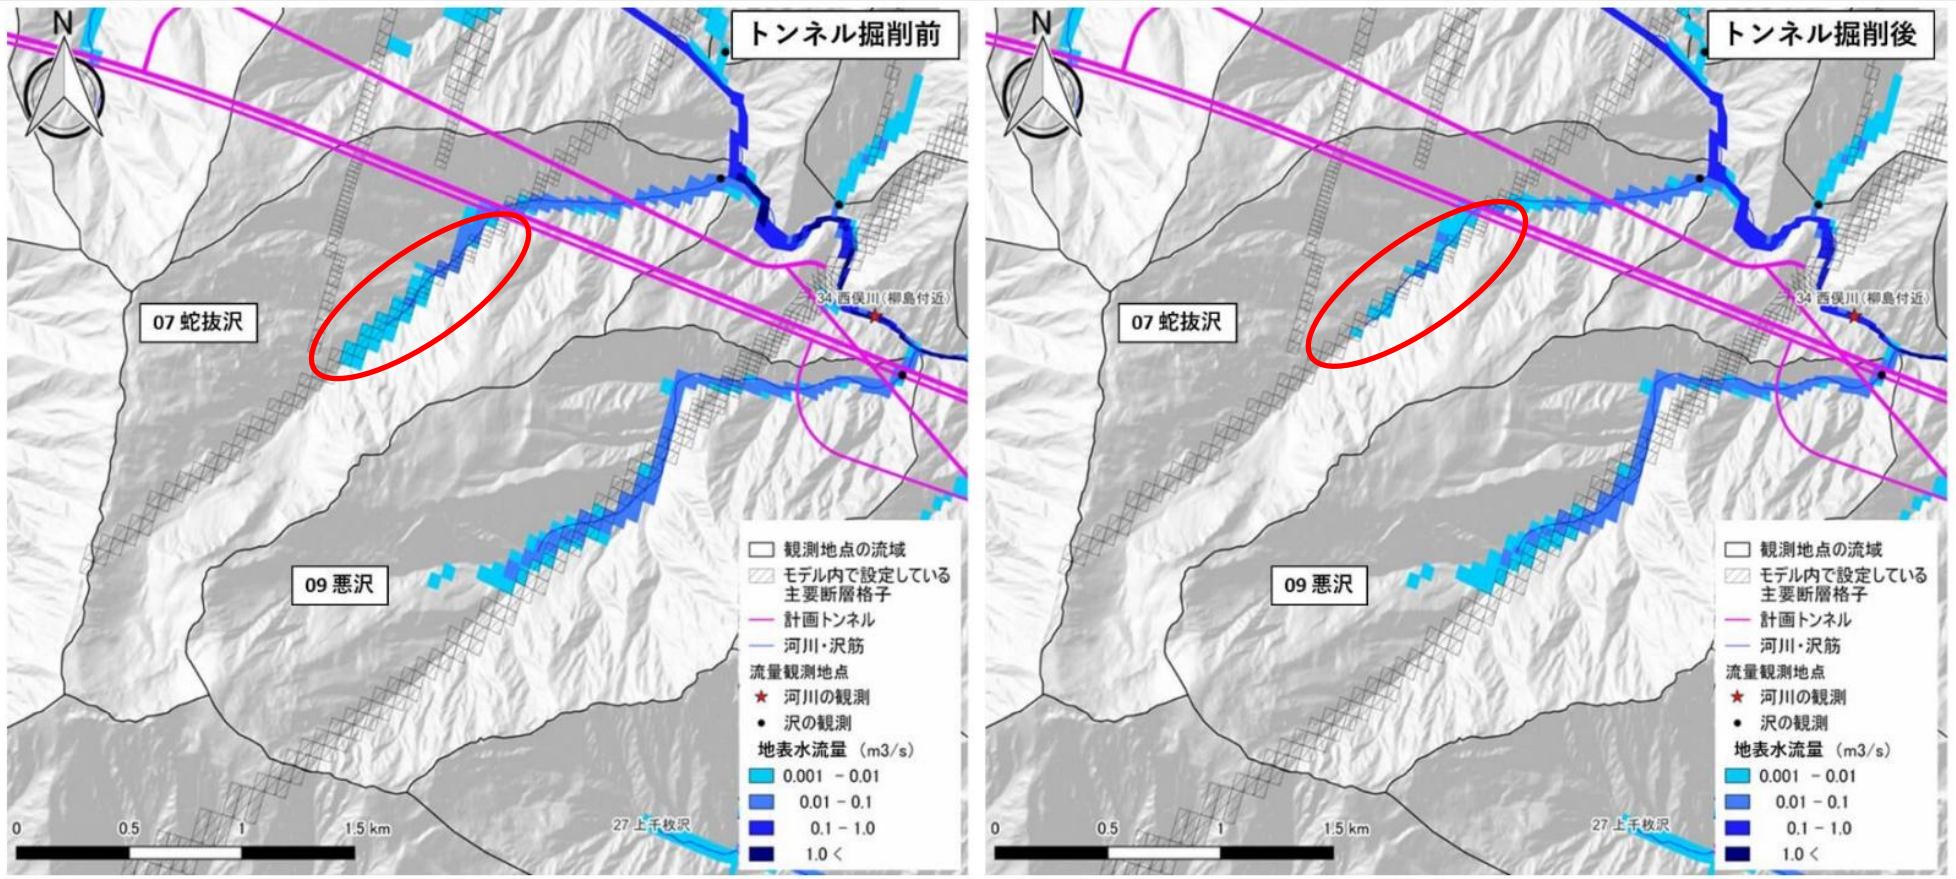 トンネル掘削前
N
07 蛇抜沢
34 西俣川(柳島付近)
09 悪沢
27 上千枚沢
観測地点の流域
モデル内で設定している
主要断層格子
計画トンネル
河川・沢筋
流量観測地点
河川の観測
沢の観測
地表水流量 (m3/s)
0.001 - 0.01
0.01 - 0.1
0.1 - 1.0
1.0 <
0 0.5 1 1.5 km
トンネル掘削後
N
07 蛇抜沢
34 西俣川(柳島付近)
09 悪沢
27 上千枚沢
観測地点の流域
モデル内で設定している
主要断層格子
計画トンネル
河川・沢筋
流量観測地点
河川の観測
沢の観測
地表水流量 (m3/s)
0.001 - 0.01
0.01 - 0.1
0.1 - 1.0
1.0 <
0 0.5 1 1.5 km